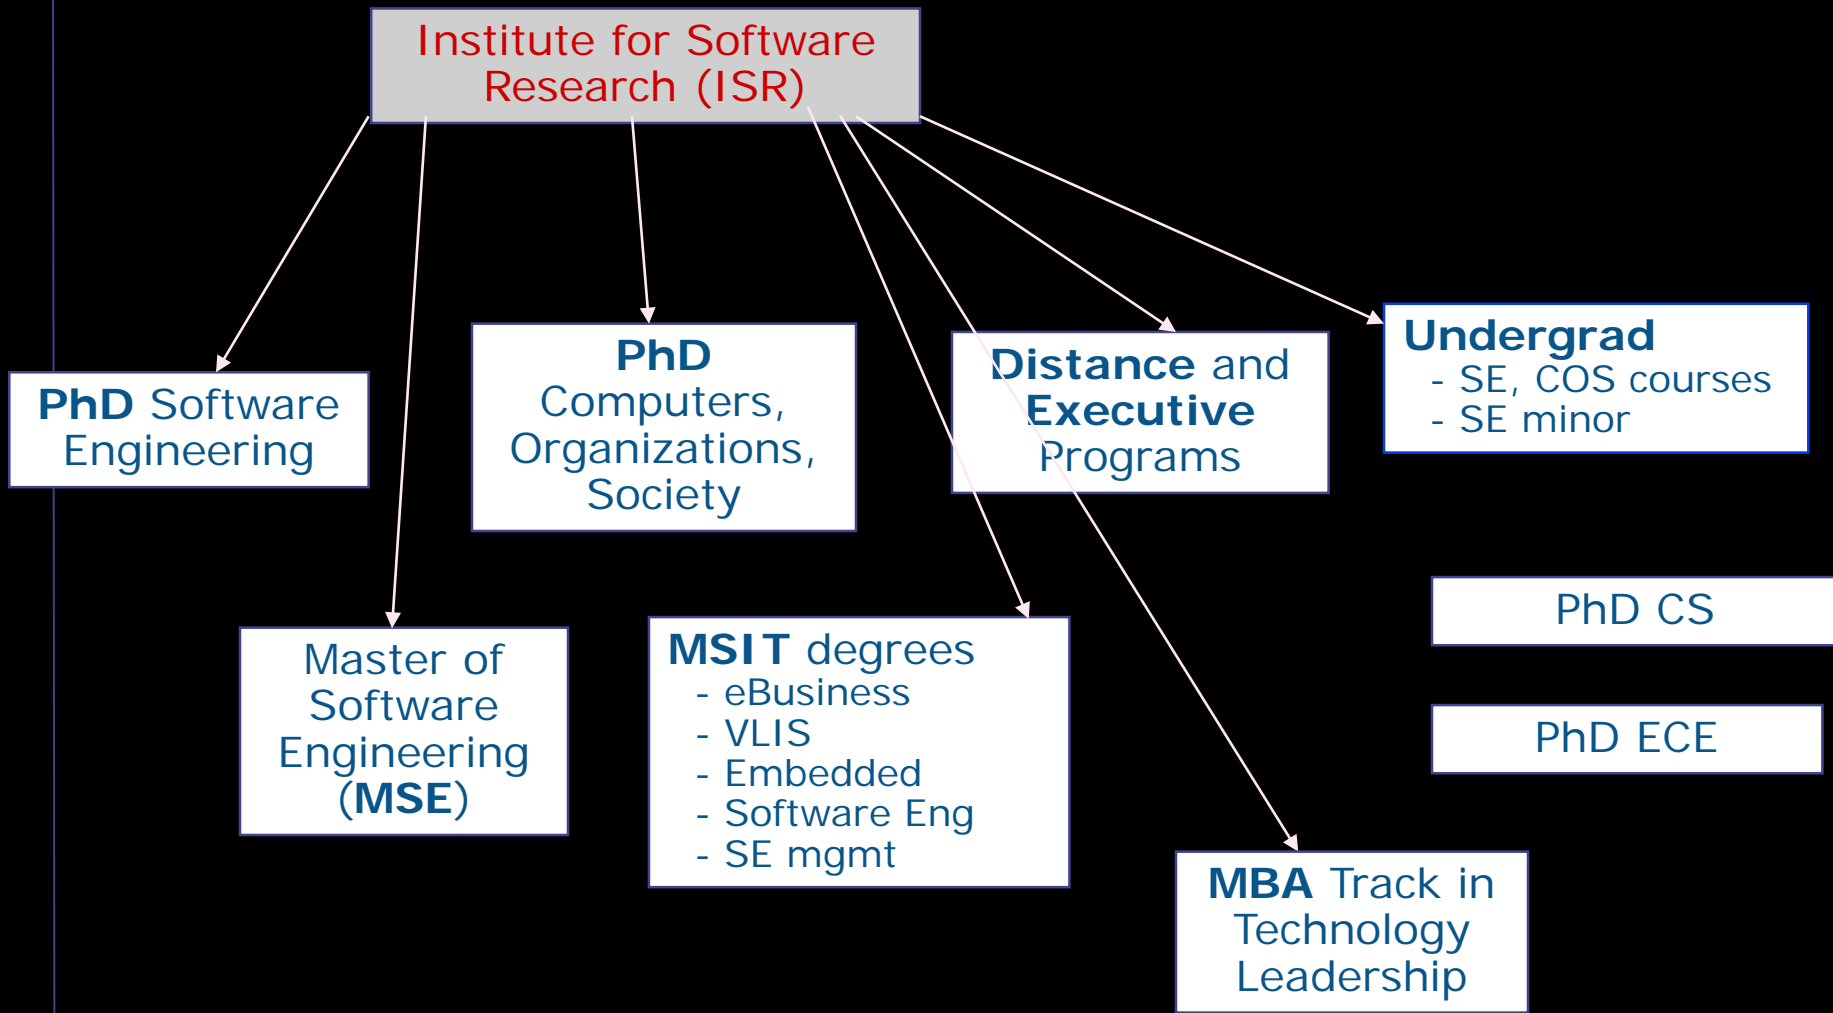 Institute for Software
Research (ISR)
PhD Software
Engineering
PhD
Computers,
Organizations,
Society
Distance and
Executive
Programs
Undergrad
- SE, COS courses
- SE minor
Master of
Software
Engineering
(MSE)
MSIT degrees
- eBusiness
- VLIS
- Embedded
- Software Eng
- SE mgmt
PhD CS
PhD ECE
MBA Track in
Technology
Leadership